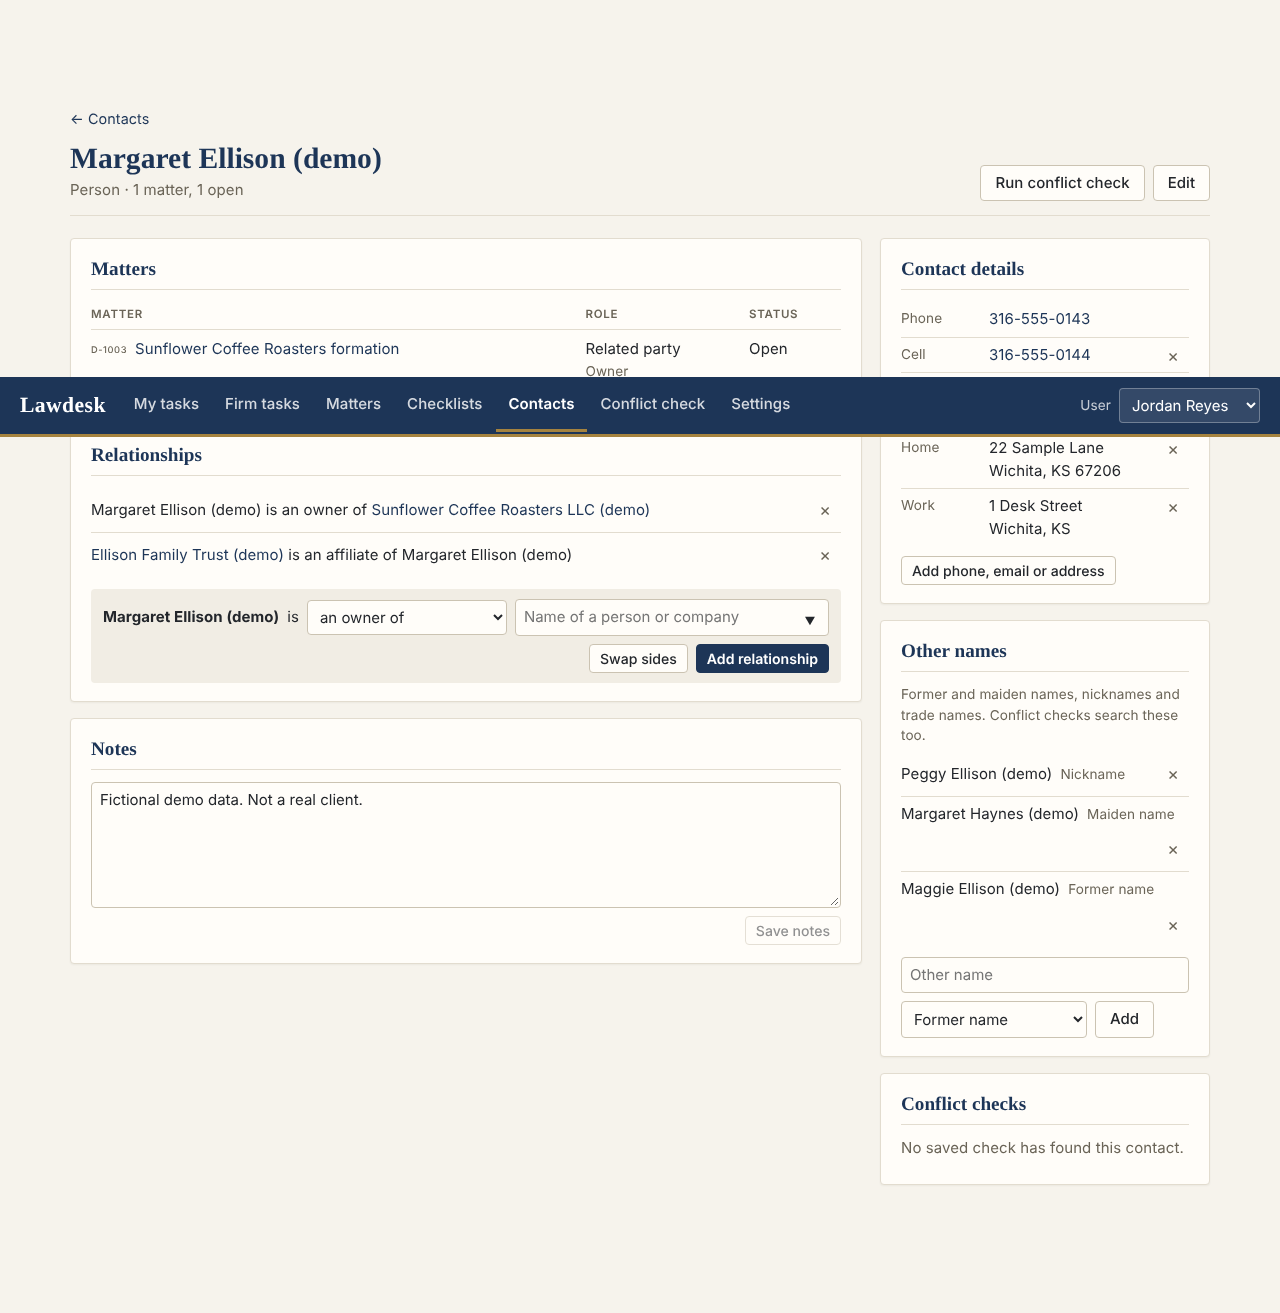 ← Contacts
Margaret Ellison (demo)
Person · 1 matter, 1 open
Run conflict check
Edit
Matters
MATTER ROLE STATUS
D-1003 Sunflower Coffee Roasters formation Related party Open
Owner
Contact details
Phone 316-555-0143
Cell 316-555-0144 ×
Lawdesk My tasks Firm tasks Matters Checklists Contacts Conflict check Settings User Jordan Reyes
Relationships
Margaret Ellison (demo) is an owner of Sunflower Coffee Roasters LLC (demo) ×
Ellison Family Trust (demo) is an affiliate of Margaret Ellison (demo) ×
Margaret Ellison (demo) is an owner of Name of a person or company ▼
Swap sides Add relationship
Notes
Fictional demo data. Not a real client.
Save notes
Home 22 Sample Lane ×
Wichita, KS 67206
Work 1 Desk Street ×
Wichita, KS
Add phone, email or address
Other names
Former and maiden names, nicknames and
trade names. Conflict checks search these
too.
Peggy Ellison (demo) Nickname ×
Margaret Haynes (demo) Maiden name
×
Maggie Ellison (demo) Former name
×
Other name
Former name Add
Conflict checks
No saved check has found this contact.